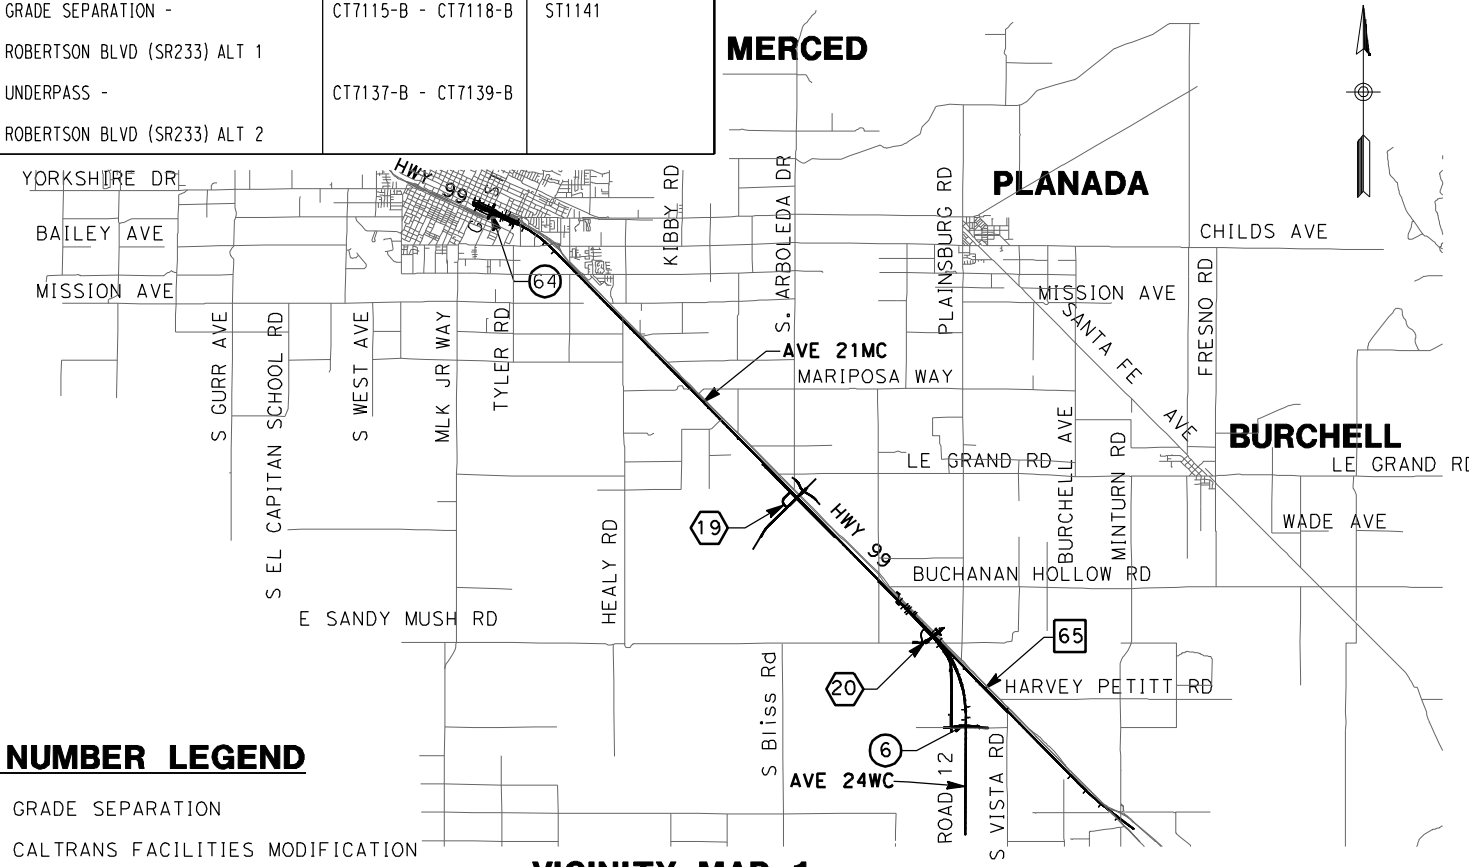 GRADE SEPARATION - CT7115-B - CT7118-B ST1141
ROBERTSON BLVD (SR233) ALT 1
UNDERPASS - CT7137-B - CT7139-B
ROBERTSON BLVD (SR233) ALT 2
MERCED
PLANADA
YORKSHIRE DR
HWY 99
G ST
KIBBY RD
S. ARBOLEDA DR
PLAINSBURG RD
BAILEY AVE
CHILDS AVE
64
MISSION AVE
MISSION AVE
SANTA FE AVE
FRESNO RD
S GURR AVE
S EL CAPITAN SCHOOL RD
S WEST AVE
MLK JR WAY
TYLER RD
AVE 21MC
MARIPOSA WAY
BURCHELL AVE
MINTURN RD
BURCHELL
LE GRAND RD
LE GRAND RD
19
HWY 99
WADE AVE
HEALY RD
BUCHANAN HOLLOW RD
E SANDY MUSH RD
65
20
HARVEY PETITT RD
S Bliss Rd
6
AVE 24WC
ROAD 12
S VISTA RD
NUMBER LEGEND
GRADE SEPARATION
CALTRANS FACILITIES MODIFICATION
VICINITY MAP 1